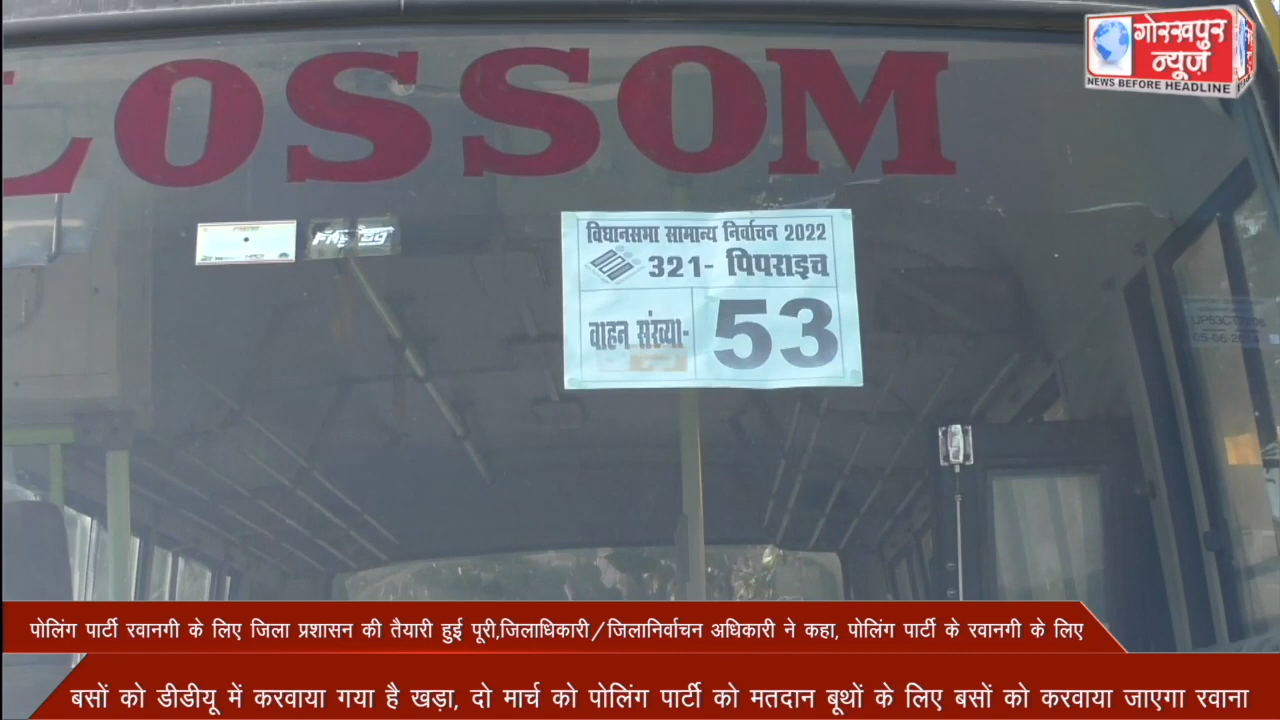 गोरखपुर
न्यूज़
NEWS BEFORE HEADLINE
LOSSOM
विधानसभा सामान्य निर्वाचन 2022
321- पिपराइच
वाहन संख्या-
53
पोलिंग पार्टी रवानगी के लिए जिला प्रशासन की तैयारी हुई पूरी,जिलाधिकारी/जिलानिर्वाचन अधिकारी ने कहा, पोलिंग पार्टी के रवानगी के लिए
बसों को डीडीयू में करवाया गया है खड़ा, दो मार्च को पोलिंग पार्टी को मतदान बूथों के लिए बसों को करवाया जाएगा रवाना